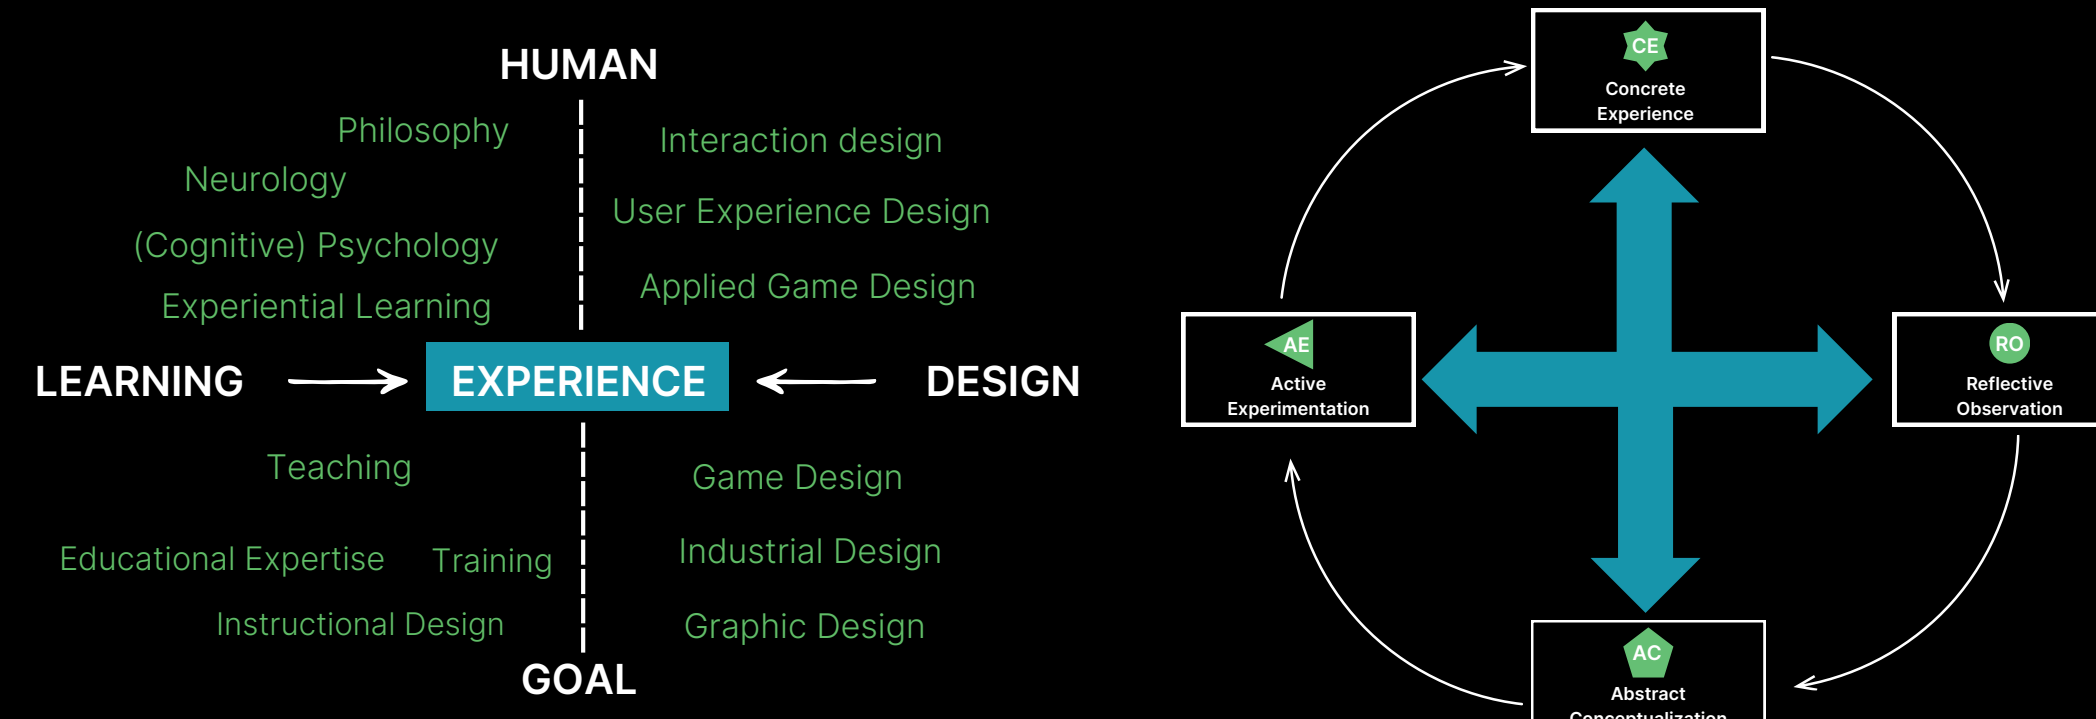 HUMAN
Philosophy
Neurology
(Cognitive) Psychology
Experiential Learning
Interaction design
User Experience Design
Applied Game Design
LEARNING
EXPERIENCE
DESIGN
Teaching
Educational Expertise
Training
Instructional Design
Game Design
Industrial Design
Graphic Design
GOAL
CE
Concrete
Experience
RO
Reflective
Observation
AC
Abstract
Conceptualization
AE
Active
Experimentation